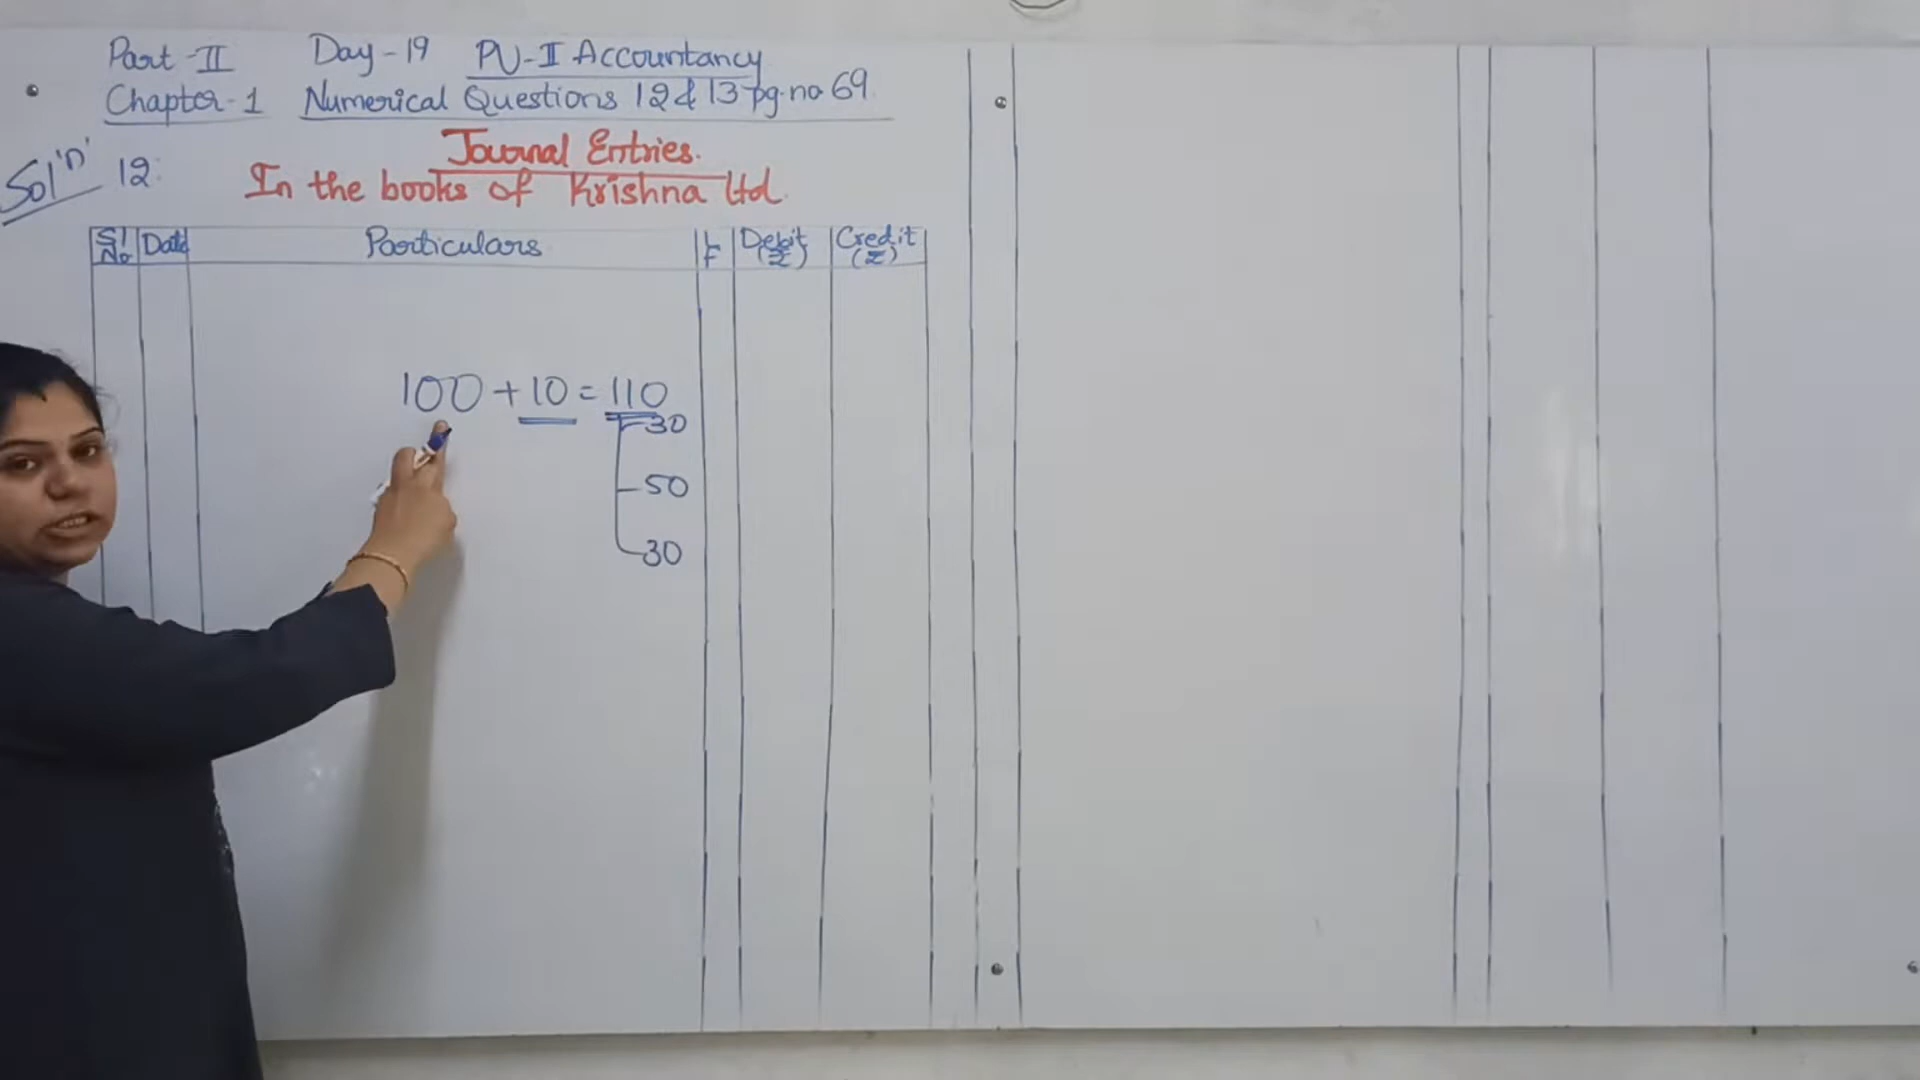 Part-II Day-19 PU-II Accountancy
Chapter-1 Numerical Questions 12 & 13 pg.no 69
Journal Entries.
Sol'n' 12:
In the books of Krishna Ltd.
Sl No Date Particulars L F Debit (₹) Credit (₹)
100 + 10 = 110
30
50
30